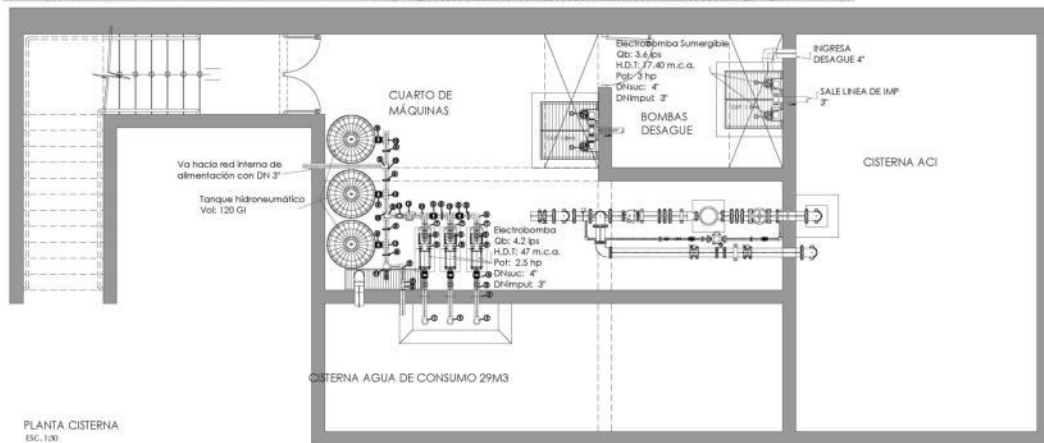 Electrobomba Sumergible
Qb: 3.6 lps
H.D.T: 17.40 m.c.a.
Pot: 3 hp
DNsuc: 4"
DNimpul: 3"
INGRESA
DESAGUE 4"
SALE LINEA DE IMP
3"
CUARTO DE
MÁQUINAS
BOMBAS
DESAGUE
CISTERNA ACI
Va hacía red interna de
alimentación con DN 3"
Tanque hidroneumático
Vol: 120 Gl
Electrobomba
Qb: 4.2 lps
H.D.T: 47 m.c.a.
Pot: 2.5 hp
DNsuc: 4"
DNimpul: 3"
CISTERNA AGUA DE CONSUMO 29M3
PLANTA CISTERNA
ESC. 1:50